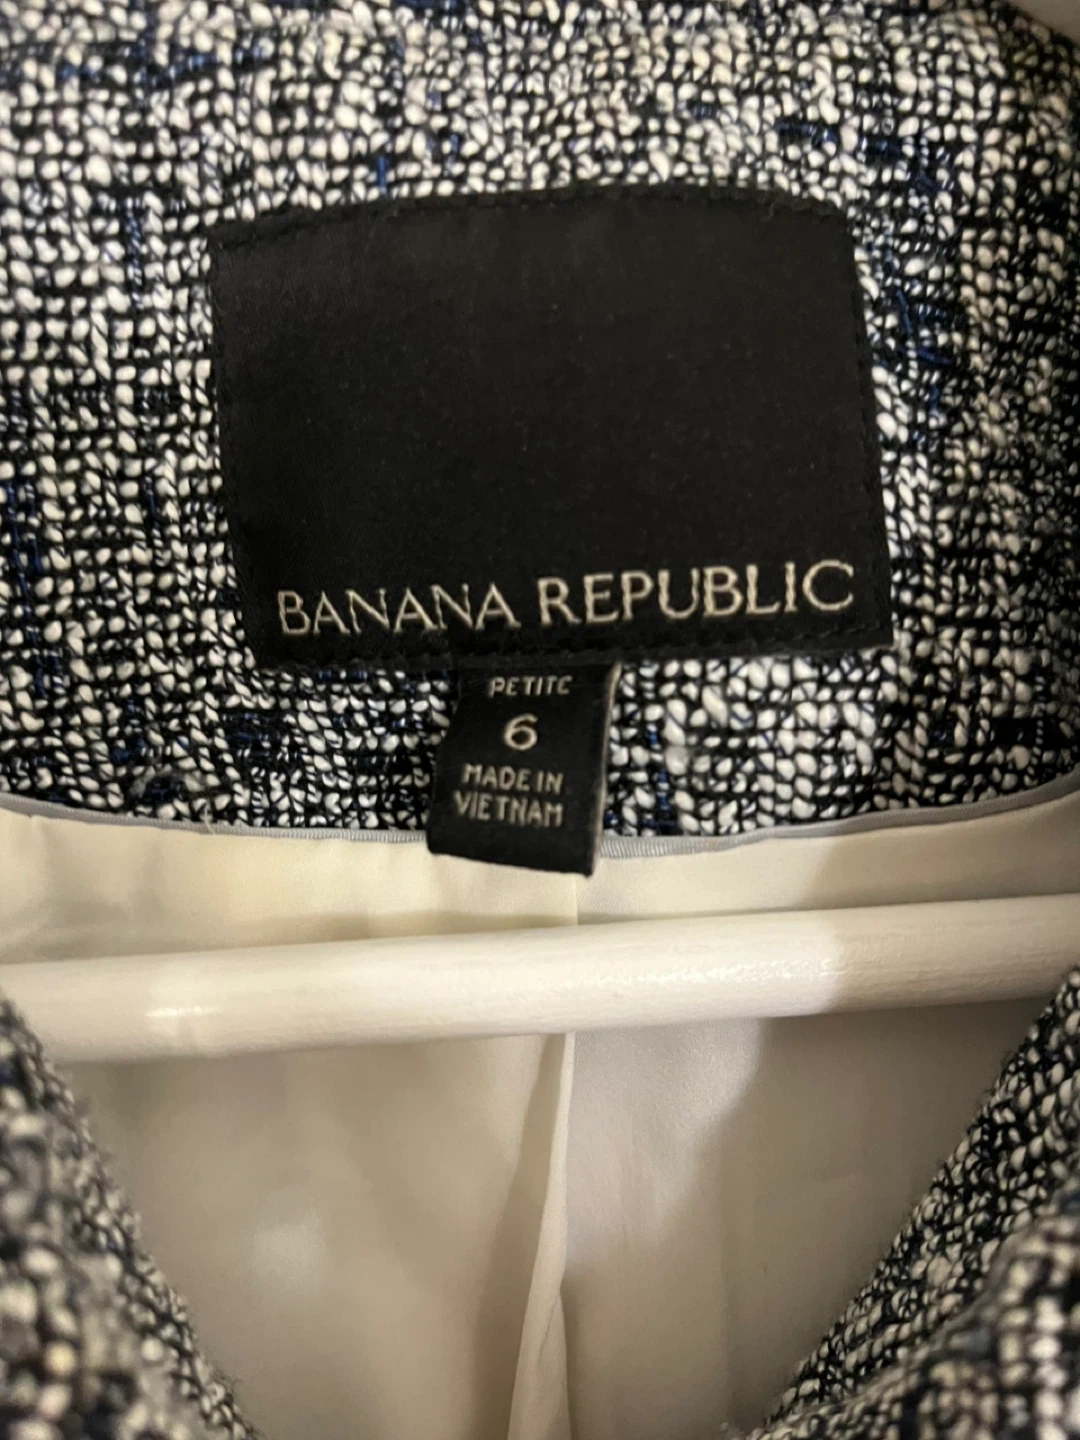 BANANA REPUBLIC
PETITE
6
MADE IN
VIETNAM